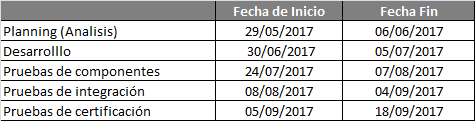 Fecha de Inicio Fecha Fin
Planning (Analisis) 29/05/2017 06/06/2017
Desarrolllo 30/06/2017 05/07/2017
Pruebas de componentes 24/07/2017 07/08/2017
Pruebas de integración 08/08/2017 04/09/2017
Pruebas de certificación 05/09/2017 18/09/2017